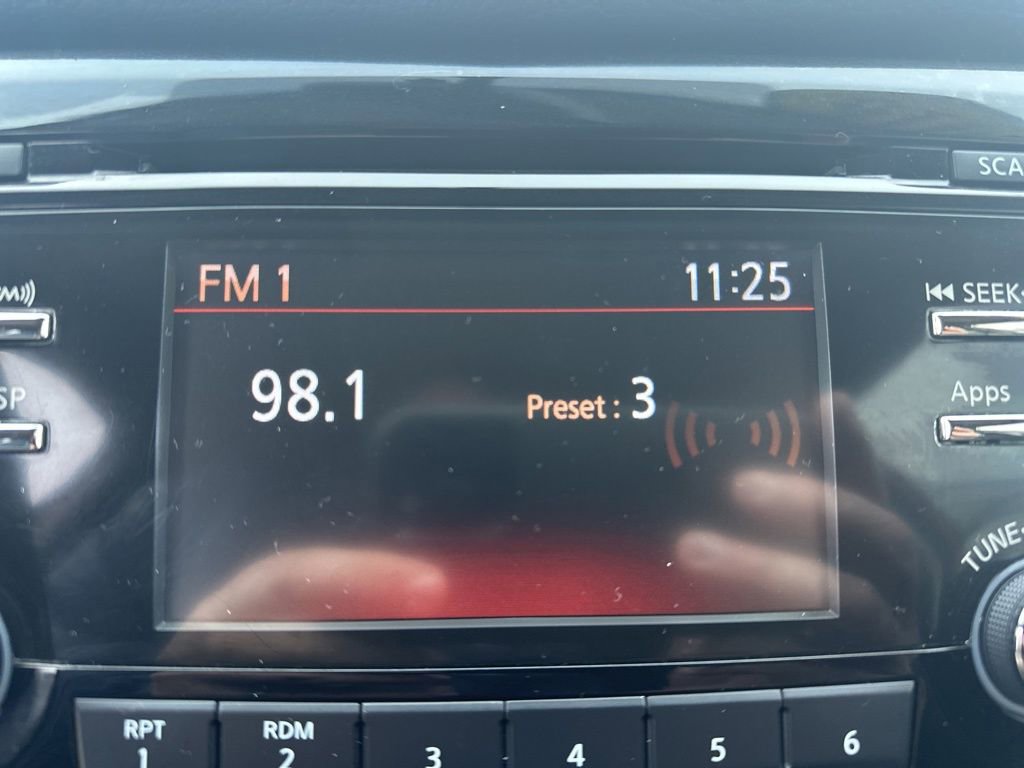 SCA
FM 1
11:25
SEEK
98.1
Preset : 3
Apps
SP
TUNE
RPT
1
RDM
2
3
4
5
6